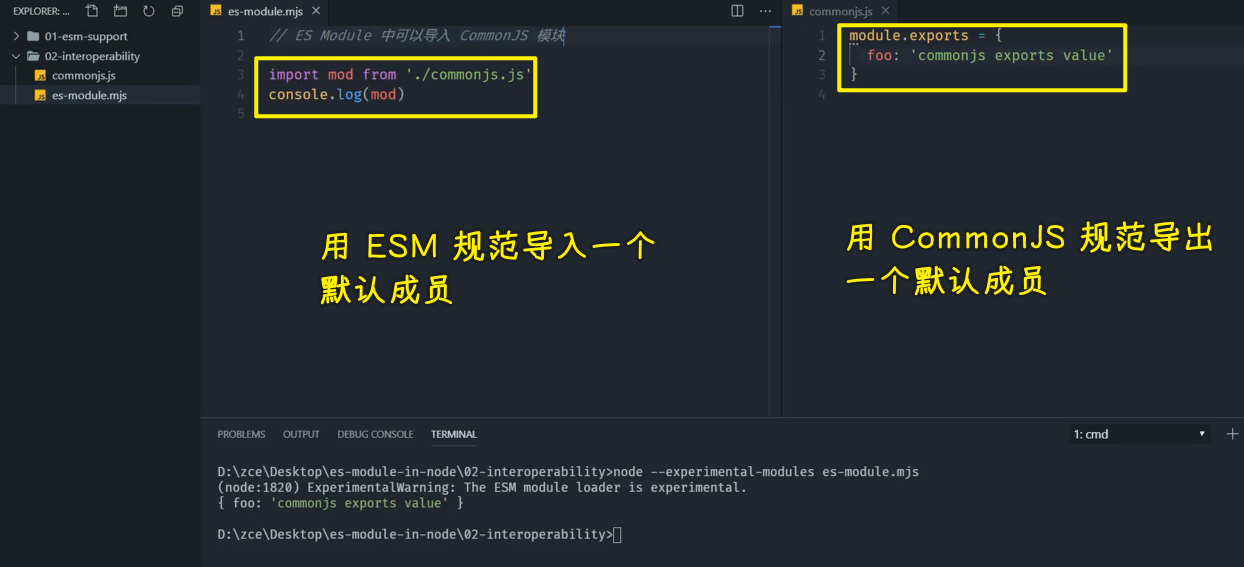 EXPLORER: ...
01-esm-support
02-interoperability
commonjs.js
es-module.mjs
es-module.mjs
1 // ES Module 中可以导入 CommonJS 模块
2
3 import mod from './commonjs.js'
4 console.log(mod)
5
用 ESM 规范导入一个
默认成员
commonjs.js
1 module.exports = {
2 foo: 'commonjs exports value'
3 }
4
用 CommonJS 规范导出
一个默认成员
PROBLEMS OUTPUT DEBUG CONSOLE TERMINAL
1: cmd
D:\zce\Desktop\es-module-in-node\02-interoperability>node --experimental-modules es-module.mjs
(node:1820) ExperimentalWarning: The ESM module loader is experimental.
{ foo: 'commonjs exports value' }
D:\zce\Desktop\es-module-in-node\02-interoperability>